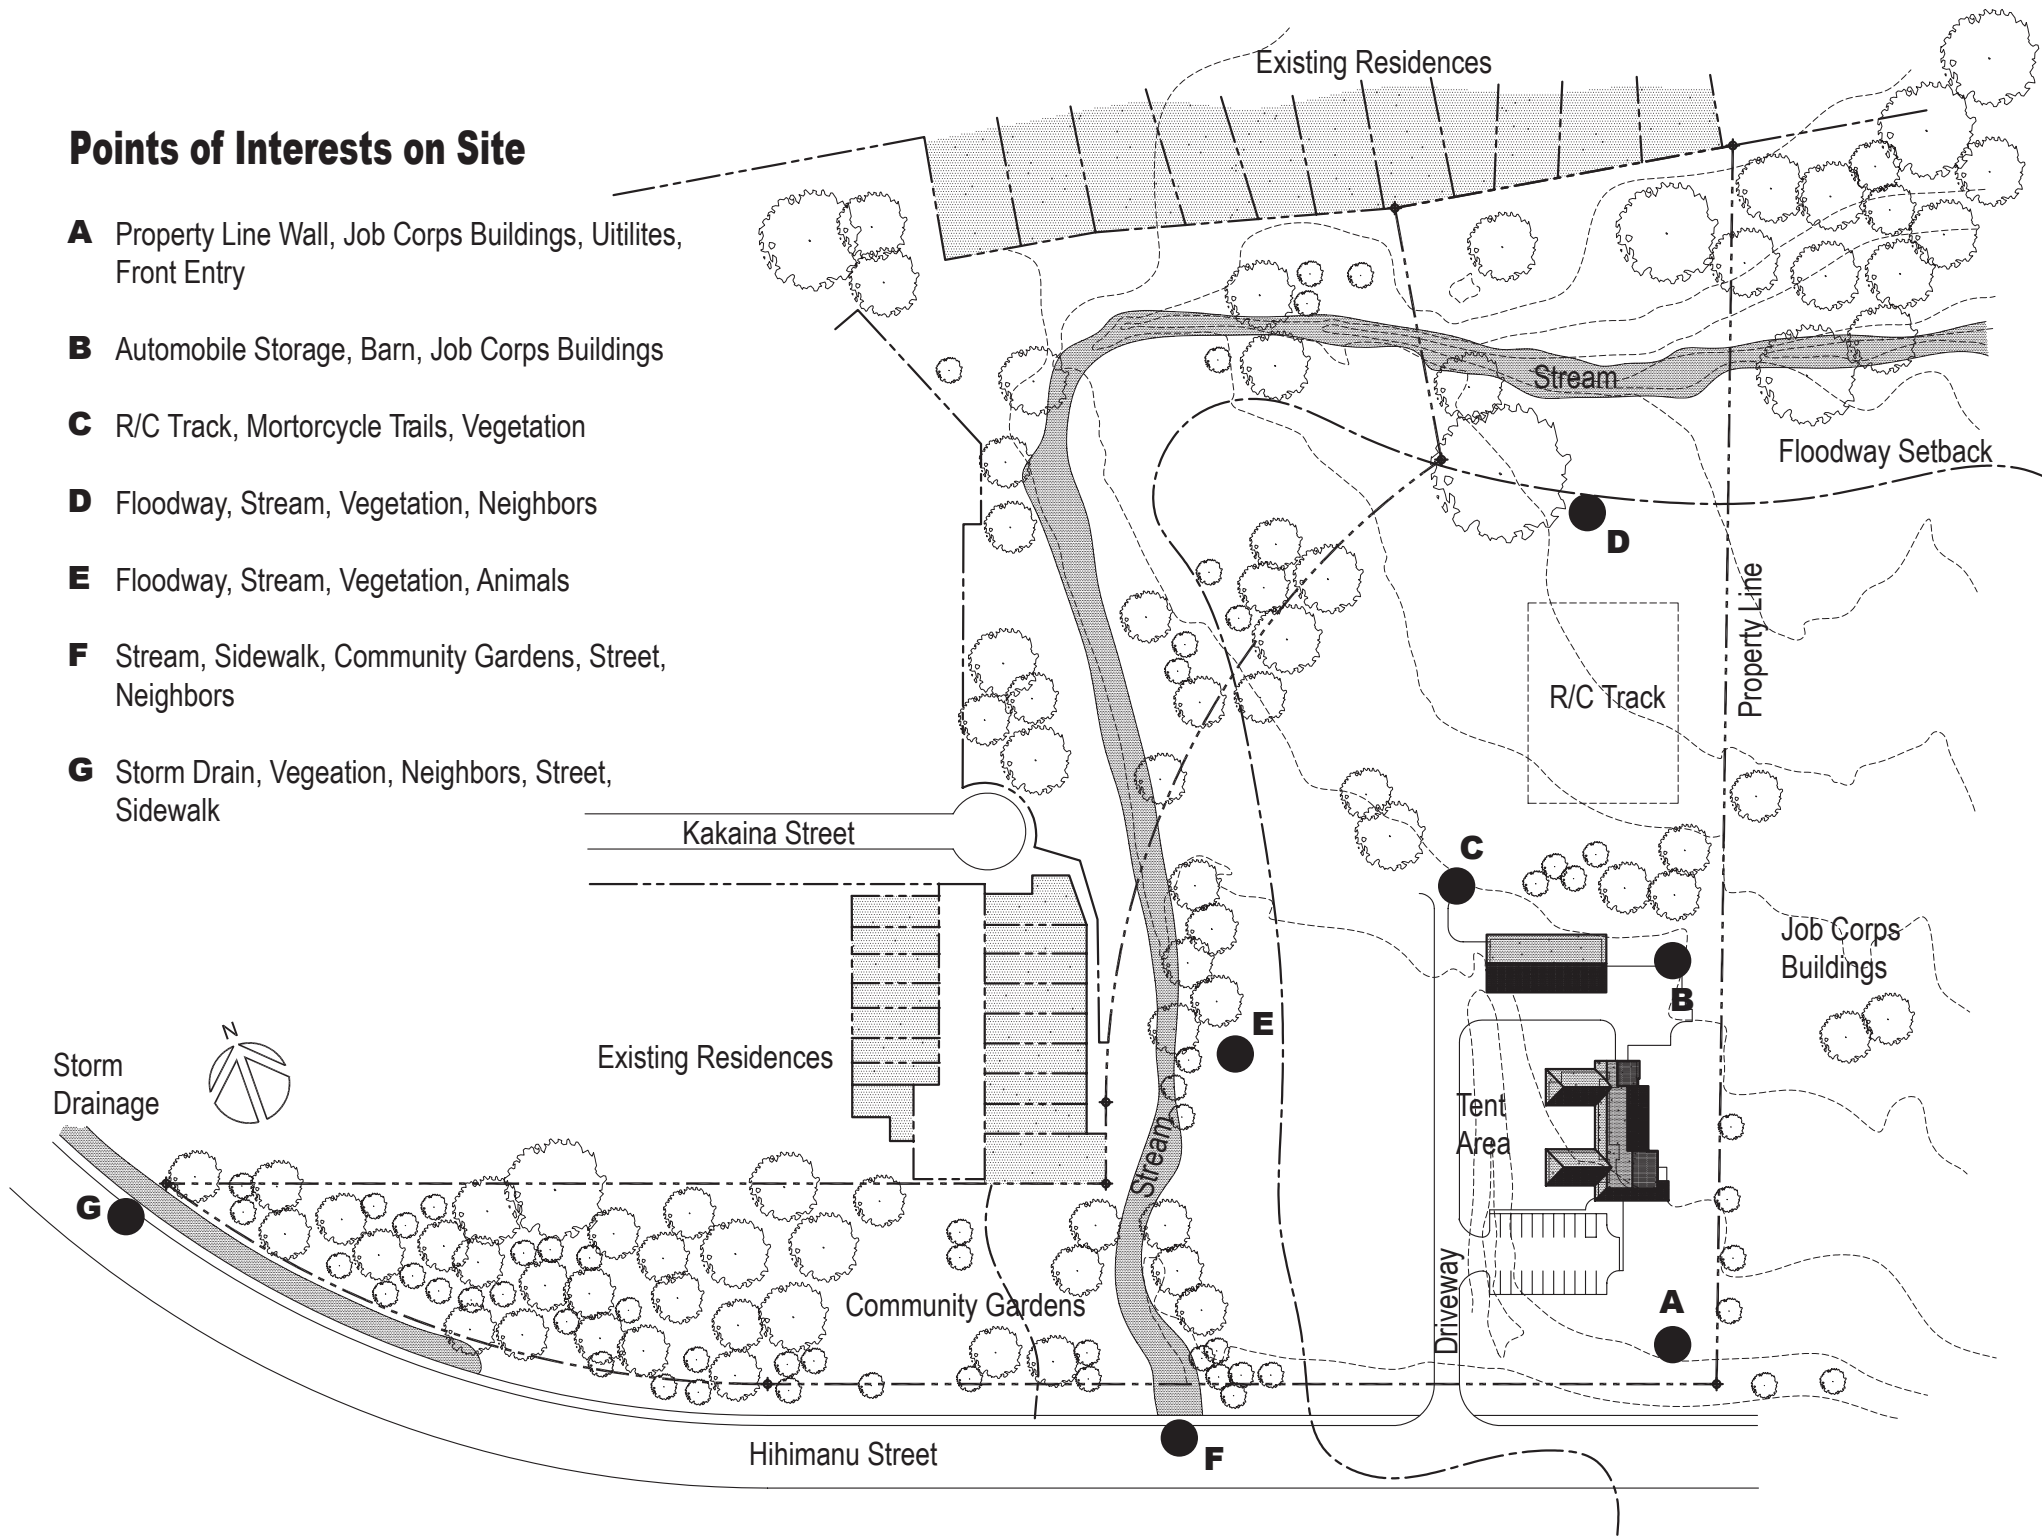 Existing Residences
Points of Interests on Site
A Property Line Wall, Job Corps Buildings, Uitilites,
Front Entry
B Automobile Storage, Barn, Job Corps Buildings
C R/C Track, Mortorcycle Trails, Vegetation
D Floodway, Stream, Vegetation, Neighbors
E Floodway, Stream, Vegetation, Animals
F Stream, Sidewalk, Community Gardens, Street,
Neighbors
G Storm Drain, Vegeation, Neighbors, Street,
Sidewalk
Stream
Floodway Setback
D
Property Line
R/C Track
Kakaina Street
C
Job Corps
Buildings
B
E
N
Existing Residences
Storm
Drainage
Tent
Area
Stream
G
Community Gardens
Driveway
A
Hihimanu Street
F